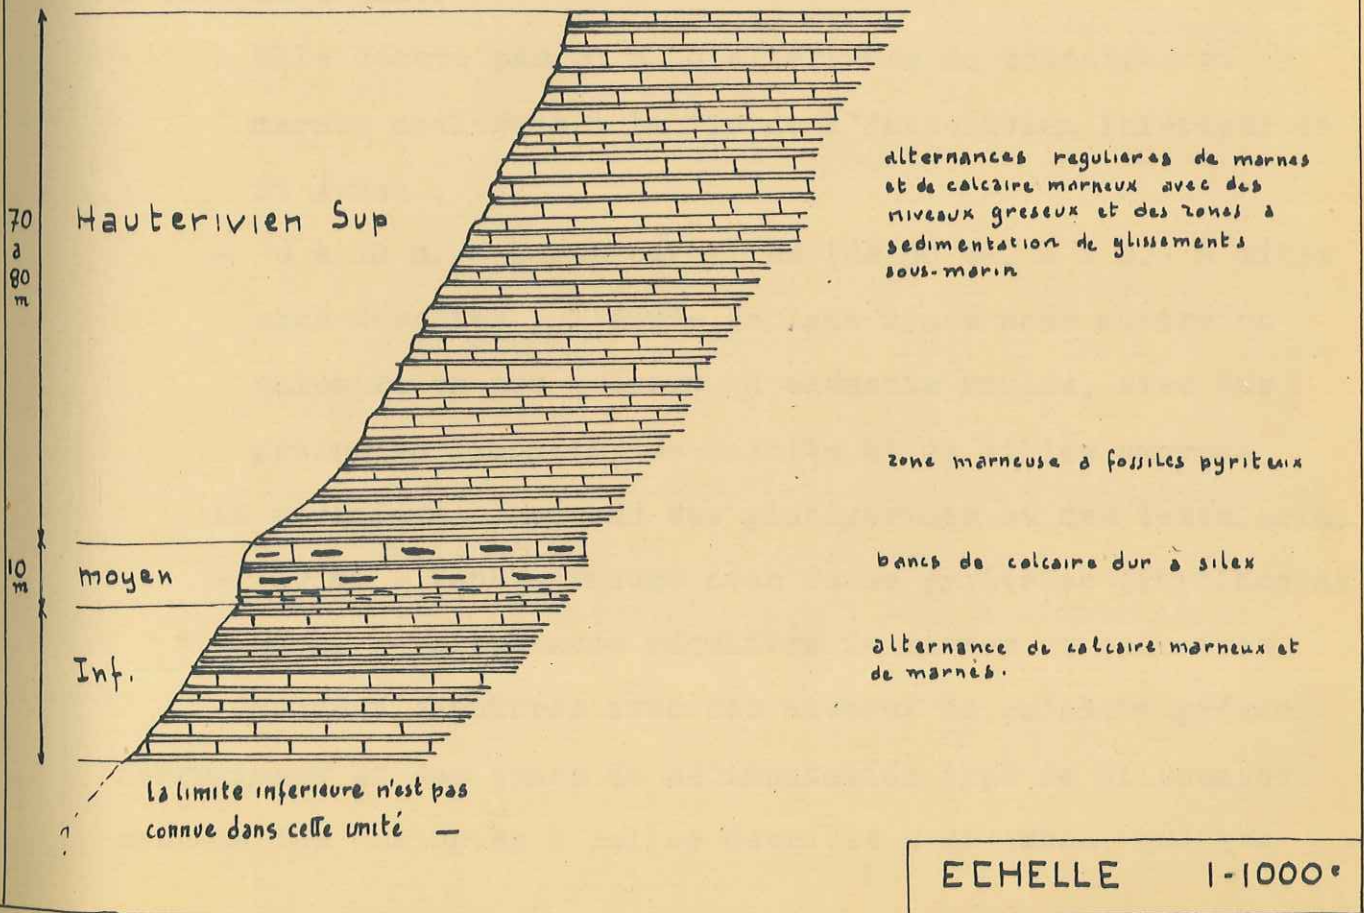 70
à
80
m
Hauterivien Sup
alternances regulieres de marnes
et de calcaire marneux avec des
niveaux greseux et des zones a
sedimentation de glissements
sous-marin
zone marneuse à fossiles pyriteux
10
m
moyen
bancs de calcaire dur à silex
Inf.
alternance de calcaire marneux et
de marnes.
la limite inferieure n'est pas
connue dans cette unité —
ECHELLE 1-1000e